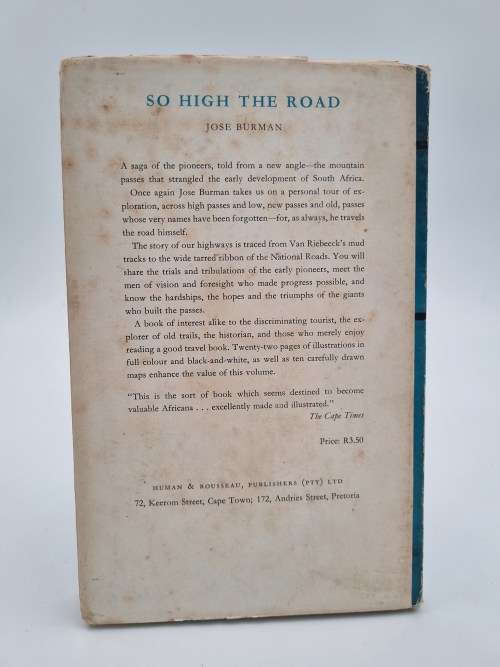 SO HIGH THE ROAD
JOSE BURMAN
A saga of the pioneers, told from a new angle—the mountain
passes that strangled the early development of South Africa.
Once again Jose Burman takes us on a personal tour of ex-
ploration, across high passes and low, new passes and old, passes
whose very names have been forgotten—for, as always, he travels
the road himself.
The story of our highways is traced from Van Riebeeck's mud
tracks to the wide tarred ribbon of the National Roads. You will
share the trials and tribulations of the early pioneers, meet the
men of vision and foresight who made progress possible, and
know the hardships, the hopes and the triumphs of the giants
who built the passes.
A book of interest alike to the discriminating tourist, the ex-
plorer of old trails, the historian, and those who merely enjoy
reading a good travel book. Twenty-two pages of illustrations in
full colour and black-and-white, as well as ten carefully drawn
maps enhance the value of this volume.
"This is the sort of book which seems destined to become
valuable Africana . . . excellently made and illustrated."
The Cape Times
Price: R3.50
HUMAN & ROUSSEAU, PUBLISHERS (PTY) LTD
72, Keerom Street, Cape Town; 172, Andries Street, Pretoria